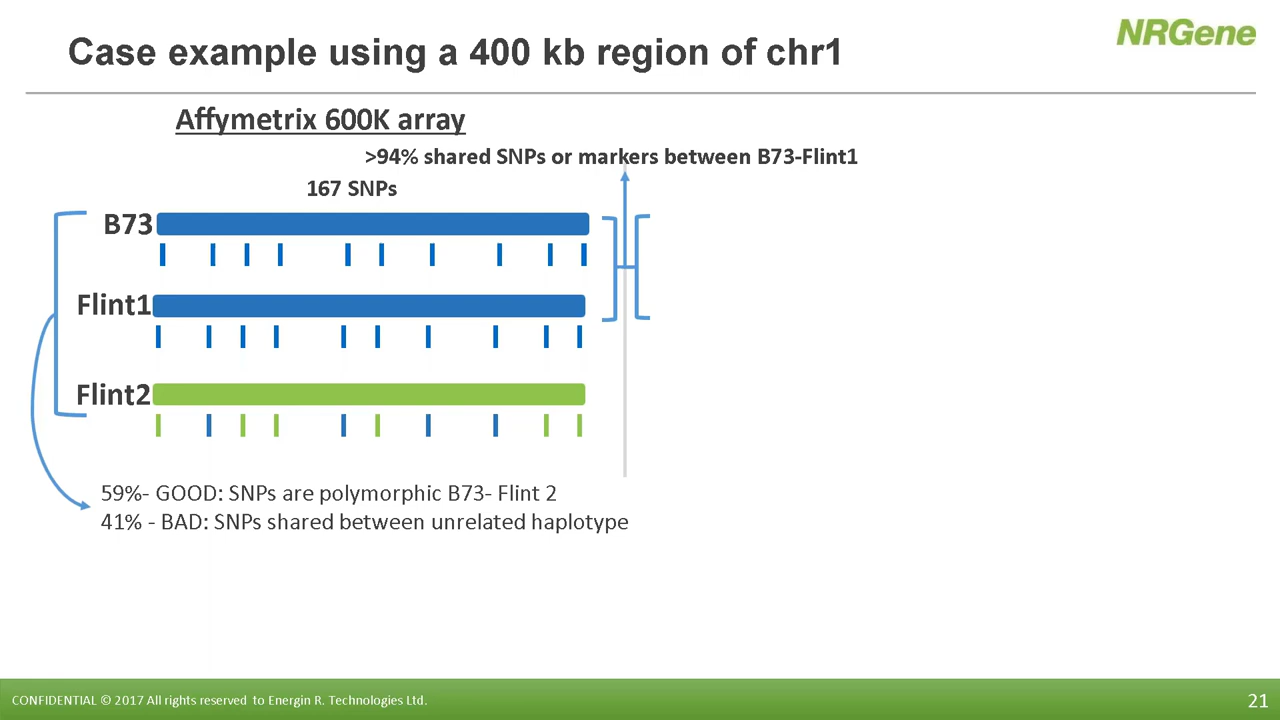 Case example using a 400 kb region of chr1
NRGene
Affymetrix 600K array
>94% shared SNPs or markers between B73-Flint1
167 SNPs
B73
Flint1
Flint2
59%- GOOD: SNPs are polymorphic B73- Flint 2
41% - BAD: SNPs shared between unrelated haplotype
CONFIDENTIAL © 2017 All rights reserved to Energin R. Technologies Ltd.
21